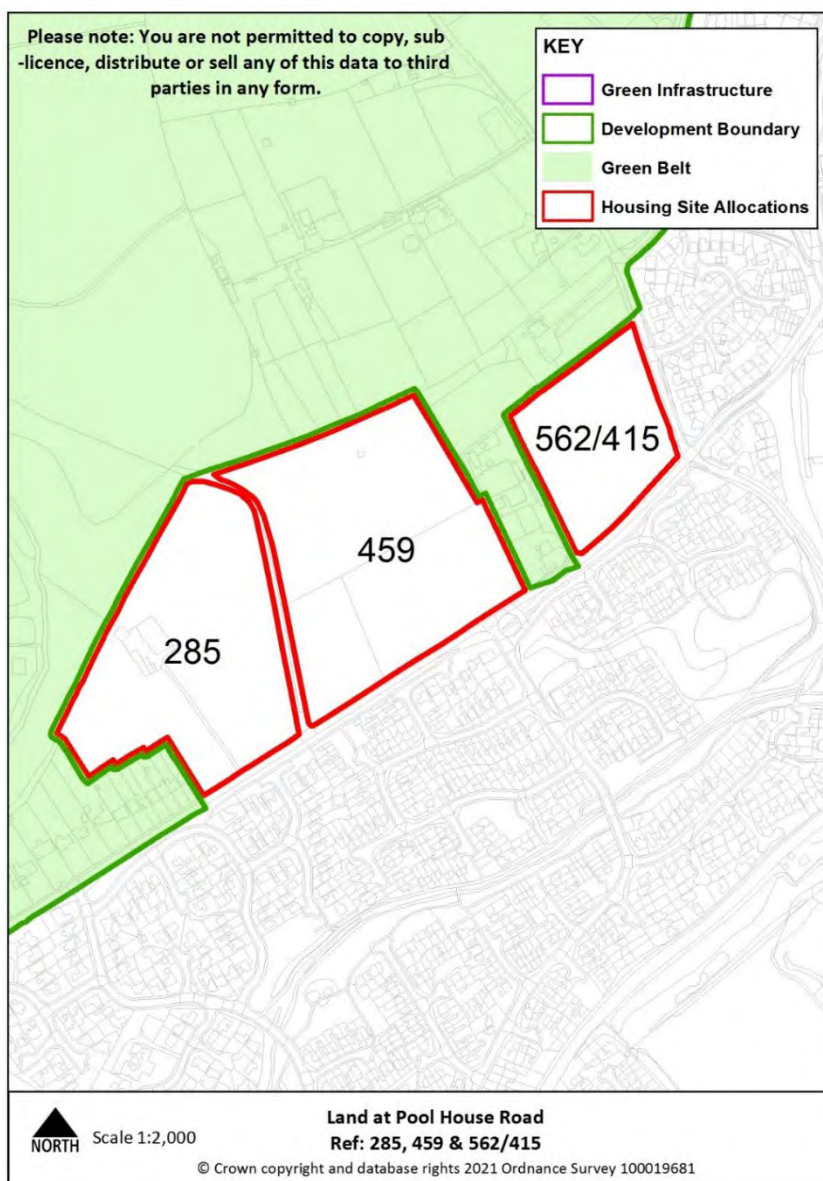 Please note: You are not permitted to copy, sub
-licence, distribute or sell any of this data to third
parties in any form.
KEY
Green Infrastructure
Development Boundary
Green Belt
Housing Site Allocations
562/415
459
285
NORTH
Scale 1:2,000
Land at Pool House Road
Ref: 285, 459 & 562/415
© Crown copyright and database rights 2021 Ordnance Survey 100019681